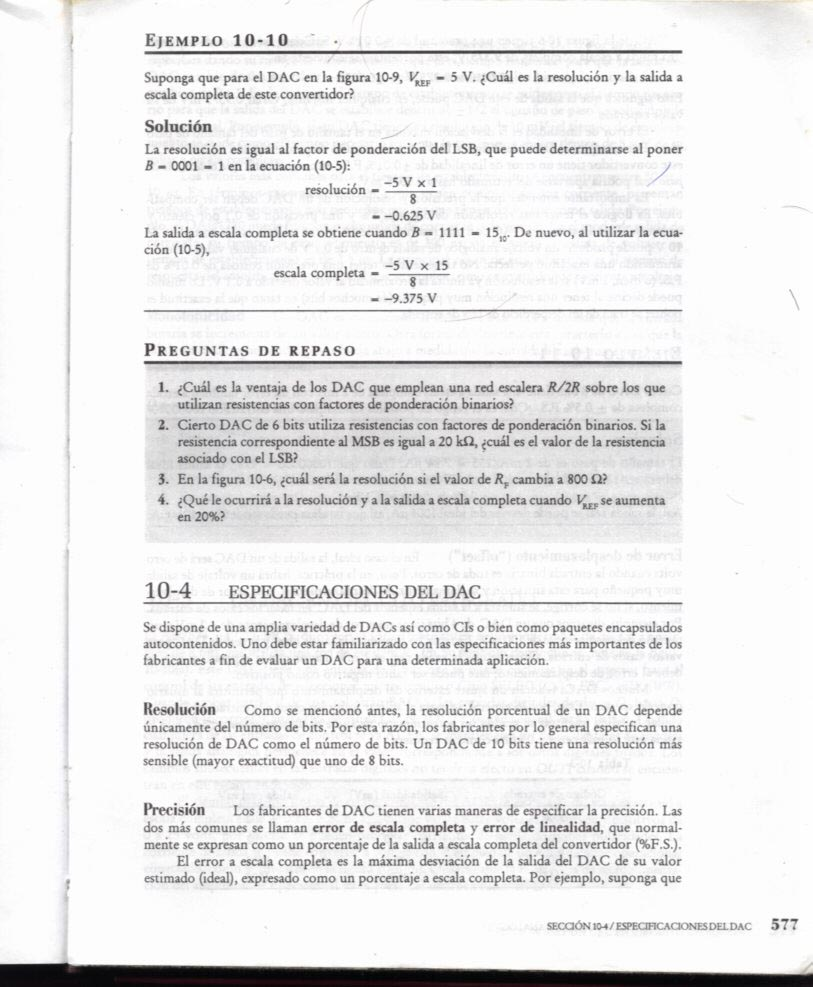 EJEMPLO 10-10
Suponga que para el DAC en la figura 10-9, V_REF = 5 V. ¿Cuál es la resolución y la salida a
escala completa de este convertidor?
Solución
La resolución es igual al factor de ponderación del LSB, que puede determinarse al poner
B = 0001 = 1 en la ecuación (10-5):
resolución = −5 V x 1 / 8
= −0.625 V
La salida a escala completa se obtiene cuando B = 1111 = 15₁₀. De nuevo, al utilizar la ecua-
ción (10-5),
escala completa = −5 V x 15 / 8
= −9.375 V
PREGUNTAS DE REPASO
1. ¿Cuál es la ventaja de los DAC que emplean una red escalera R/2R sobre los que
utilizan resistencias con factores de ponderación binarios?
2. Cierto DAC de 6 bits utiliza resistencias con factores de ponderación binarios. Si la
resistencia correspondiente al MSB es igual a 20 kΩ, ¿cuál es el valor de la resistencia
asociado con el LSB?
3. En la figura 10-6, ¿cuál será la resolución si el valor de R_F cambia a 800 Ω?
4. ¿Qué le ocurrirá a la resolución y a la salida a escala completa cuando V_REF se aumenta
en 20%?
10-4 ESPECIFICACIONES DEL DAC
Se dispone de una amplia variedad de DACs así como CIs o bien como paquetes encapsulados
autocontenidos. Uno debe estar familiarizado con las especificaciones más importantes de los
fabricantes a fin de evaluar un DAC para una determinada aplicación.
Resolución Como se mencionó antes, la resolución porcentual de un DAC depende
únicamente del número de bits. Por esta razón, los fabricantes por lo general especifican una
resolución de DAC como el número de bits. Un DAC de 10 bits tiene una resolución más
sensible (mayor exactitud) que uno de 8 bits.
Precisión Los fabricantes de DAC tienen varias maneras de especificar la precisión. Las
dos más comunes se llaman error de escala completa y error de linealidad, que normal-
mente se expresan como un porcentaje de la salida a escala completa del convertidor (%F.S.).
El error a escala completa es la máxima desviación de la salida del DAC de su valor
estimado (ideal), expresado como un porcentaje a escala completa. Por ejemplo, suponga que
SECCIÓN 10-4 / ESPECIFICACIONES DEL DAC 577